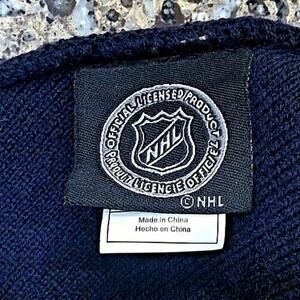 OFFICIAL LICENSED PRODUCT
PRODUIT LICENCIÉ OFFICIEL
NHL
© NHL
Made in China
Hecho en China